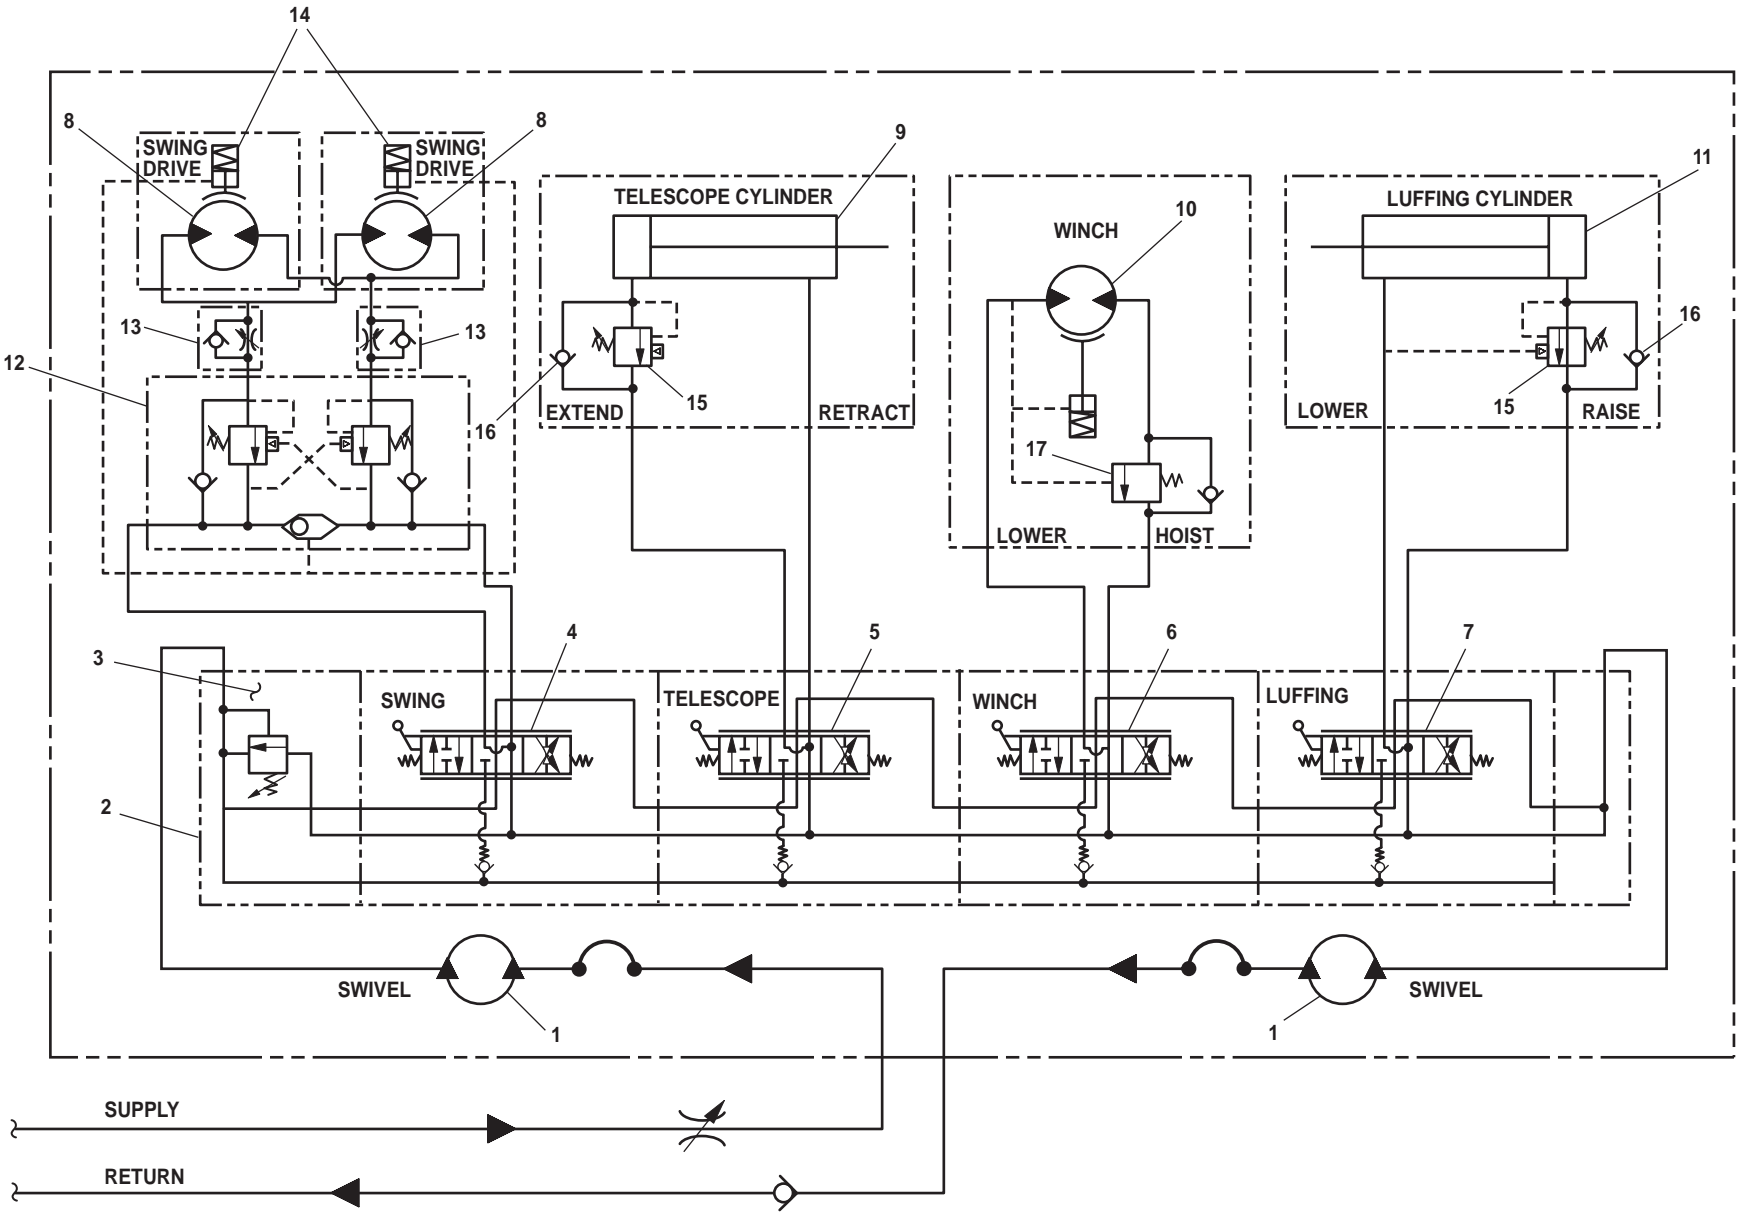 14
8
8
SWING
DRIVE
SWING
DRIVE
9
11
TELESCOPE CYLINDER
LUFFING CYLINDER
10
WINCH
13
13
16
12
15
15
EXTEND
RETRACT
LOWER
RAISE
16
17
LOWER
HOIST
4
5
6
7
3
SWING
TELESCOPE
WINCH
LUFFING
2
SWIVEL
SWIVEL
1
1
SUPPLY
RETURN